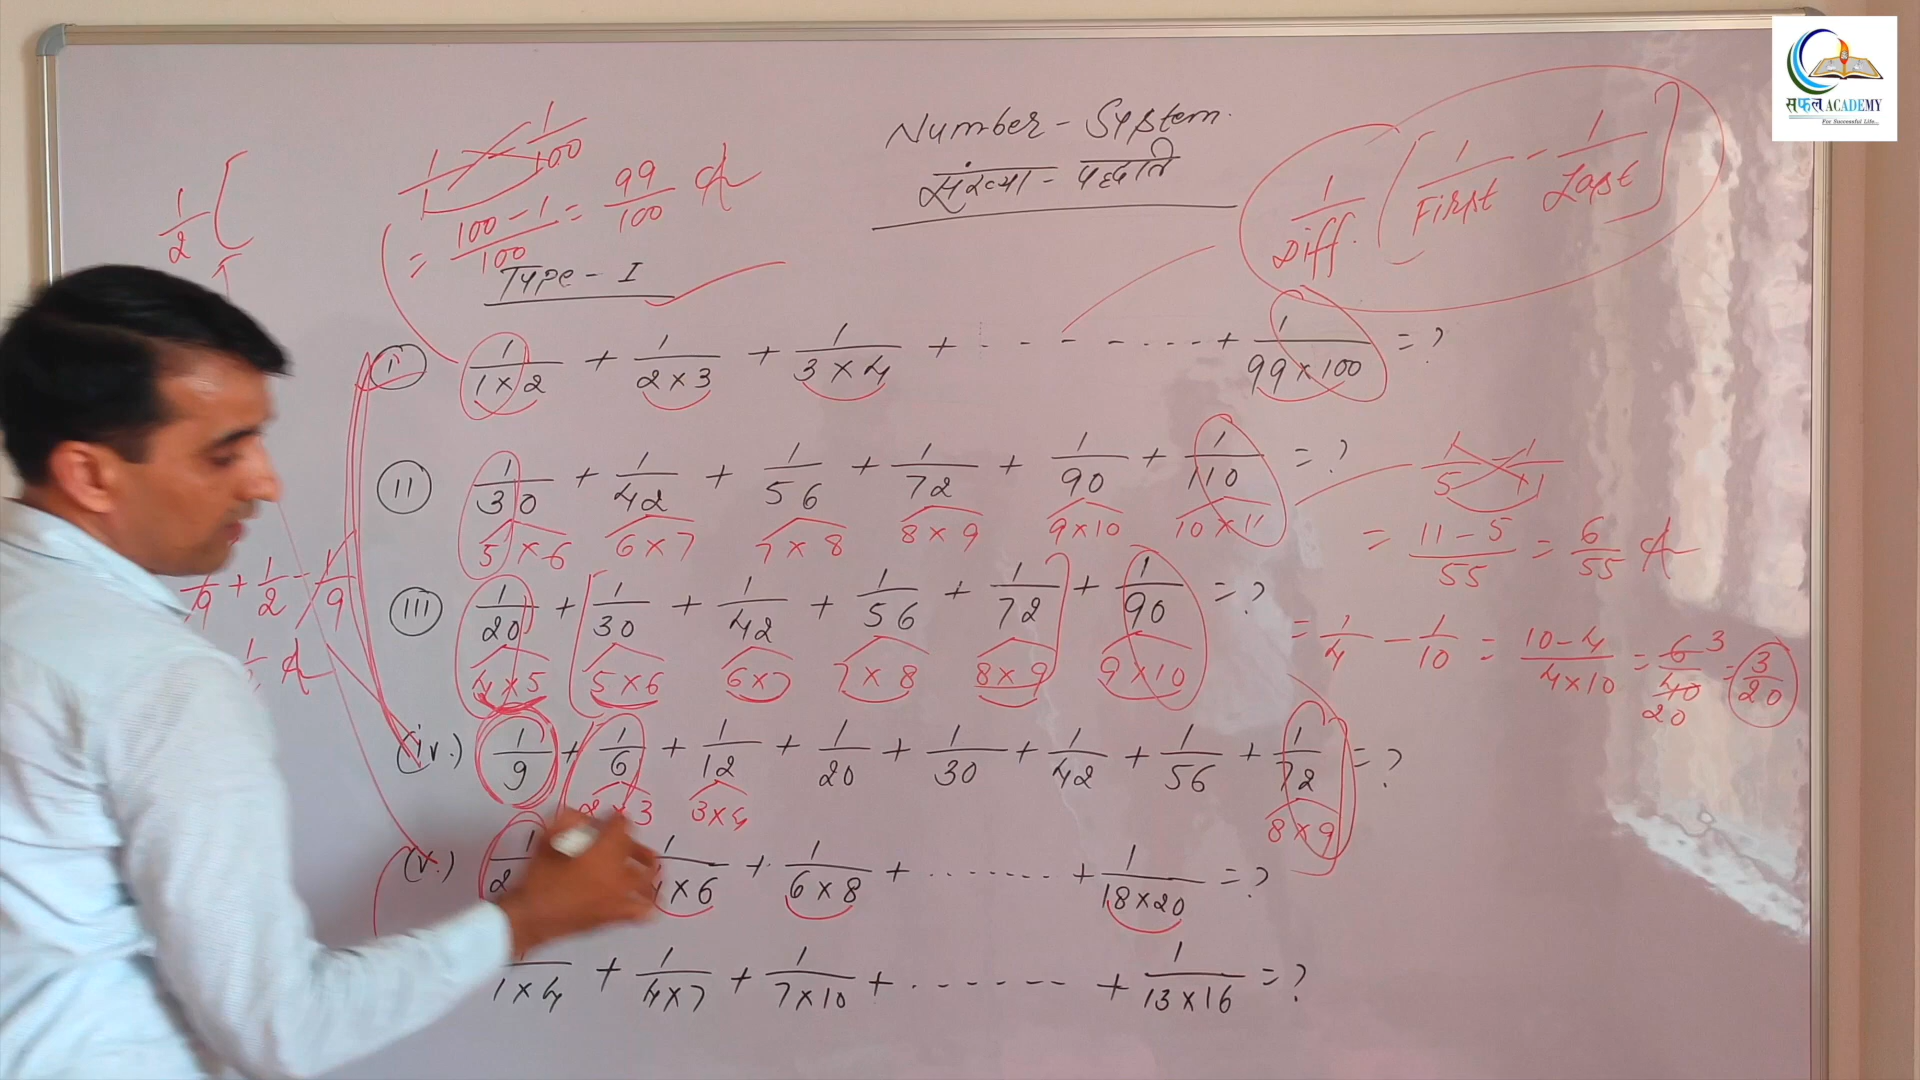 सफल ACADEMY
For Successful Life...
Number - System.
संख्या - पद्धति
1/Diff. [1/First - 1/Last]
1/1 - 1/100
= (100 - 1)/100 = 99/100 A
1/2 [
Type - I
(i) 1/(1 × 2) + 1/(2 × 3) + 1/(3 × 4) + - - - - ... - + 1/(99 × 100) = ?
(ii) 1/30 + 1/42 + 1/56 + 1/72 + 1/90 + 1/110 = ?
5 × 6 6 × 7 7 × 8 8 × 9 9 × 10 10 × 11
1/5 - 1/11
= (11 - 5)/55 = 6/55 A
(iii) 1/20 + 1/30 + 1/42 + 1/56 + 1/72 + 1/90 = ?
4 × 5 5 × 6 6 × 7 7 × 8 8 × 9 9 × 10
= 1/4 - 1/10 = (10 - 4)/(4 × 10) = 6/40 = 3/20
1/9 + 1/2 - 1/9
A
(iv.) 1/9 + 1/6 + 1/12 + 1/20 + 1/30 + 1/42 + 1/56 + 1/72 = ?
2 × 3 3 × 4 8 × 9
(v.) × 6 + 1/(6 × 8) + ....... + 1/(18 × 20) = ?
1/(1 × 4) + 1/(4 × 7) + 1/(7 × 10) + . - - - - - - + 1/(13 × 16) = ?